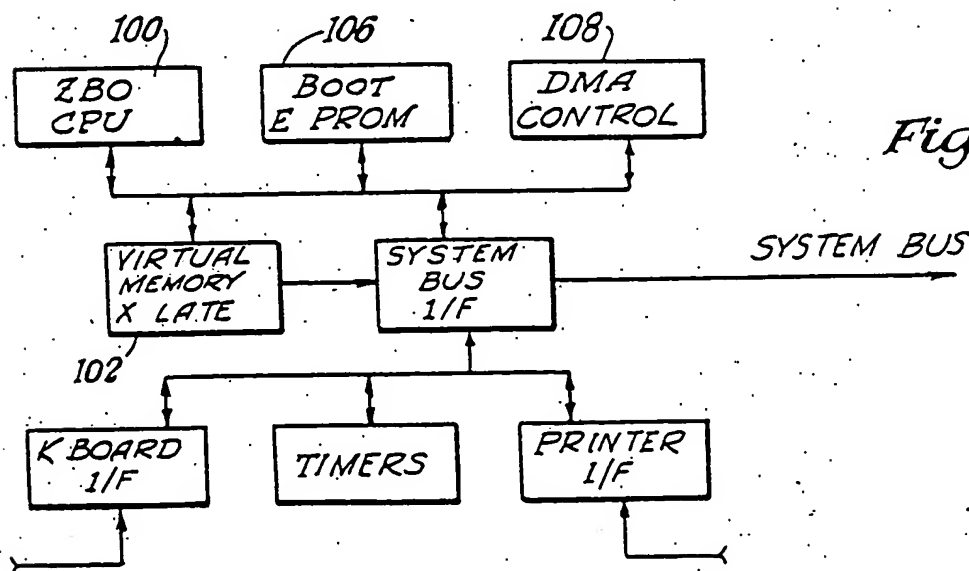 100
106
108
ZBO
CPU
BOOT
E PROM
DMA
CONTROL
Fig
VIRTUAL
MEMORY
X LATE
SYSTEM
BUS
1/F
SYSTEM BUS
102
K BOARD
1/F
TIMERS
PRINTER
1/F